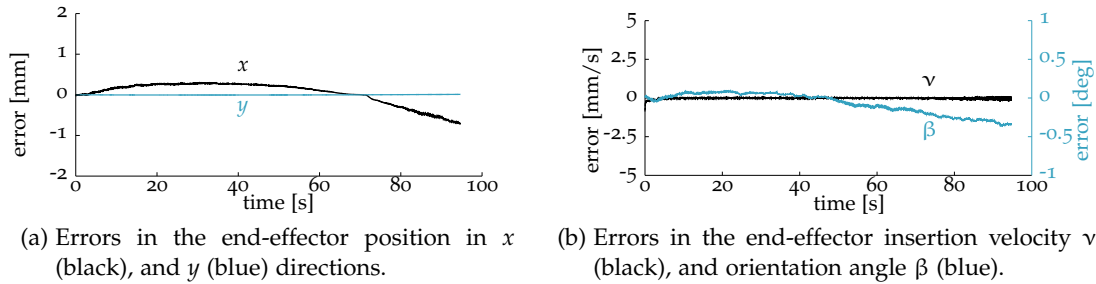 2
1
0
-1
-2
error [mm]
x
y
0 20 40 60 80 100
time [s]
5
2.5
0
-2.5
-5
error [mm/s]
ν
β
1
0.5
0
-0.5
-1
error [deg]
0 20 40 60 80 100
time [s]
(a) Errors in the end-effector position in x
(black), and y (blue) directions.
(b) Errors in the end-effector insertion velocity ν
(black), and orientation angle β (blue).